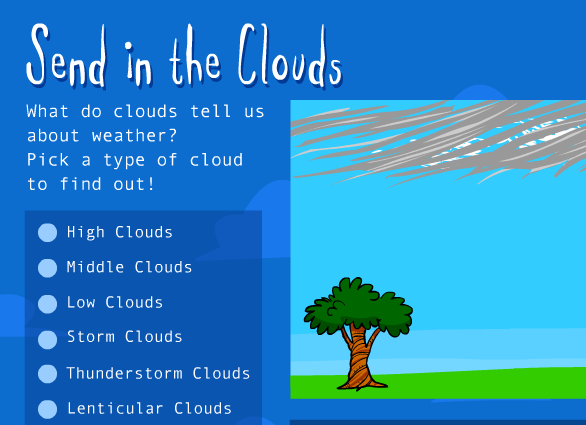 Send in the Clouds
What do clouds tell us
about weather?
Pick a type of cloud
to find out!
High Clouds
Middle Clouds
Low Clouds
Storm Clouds
Thunderstorm Clouds
Lenticular Clouds